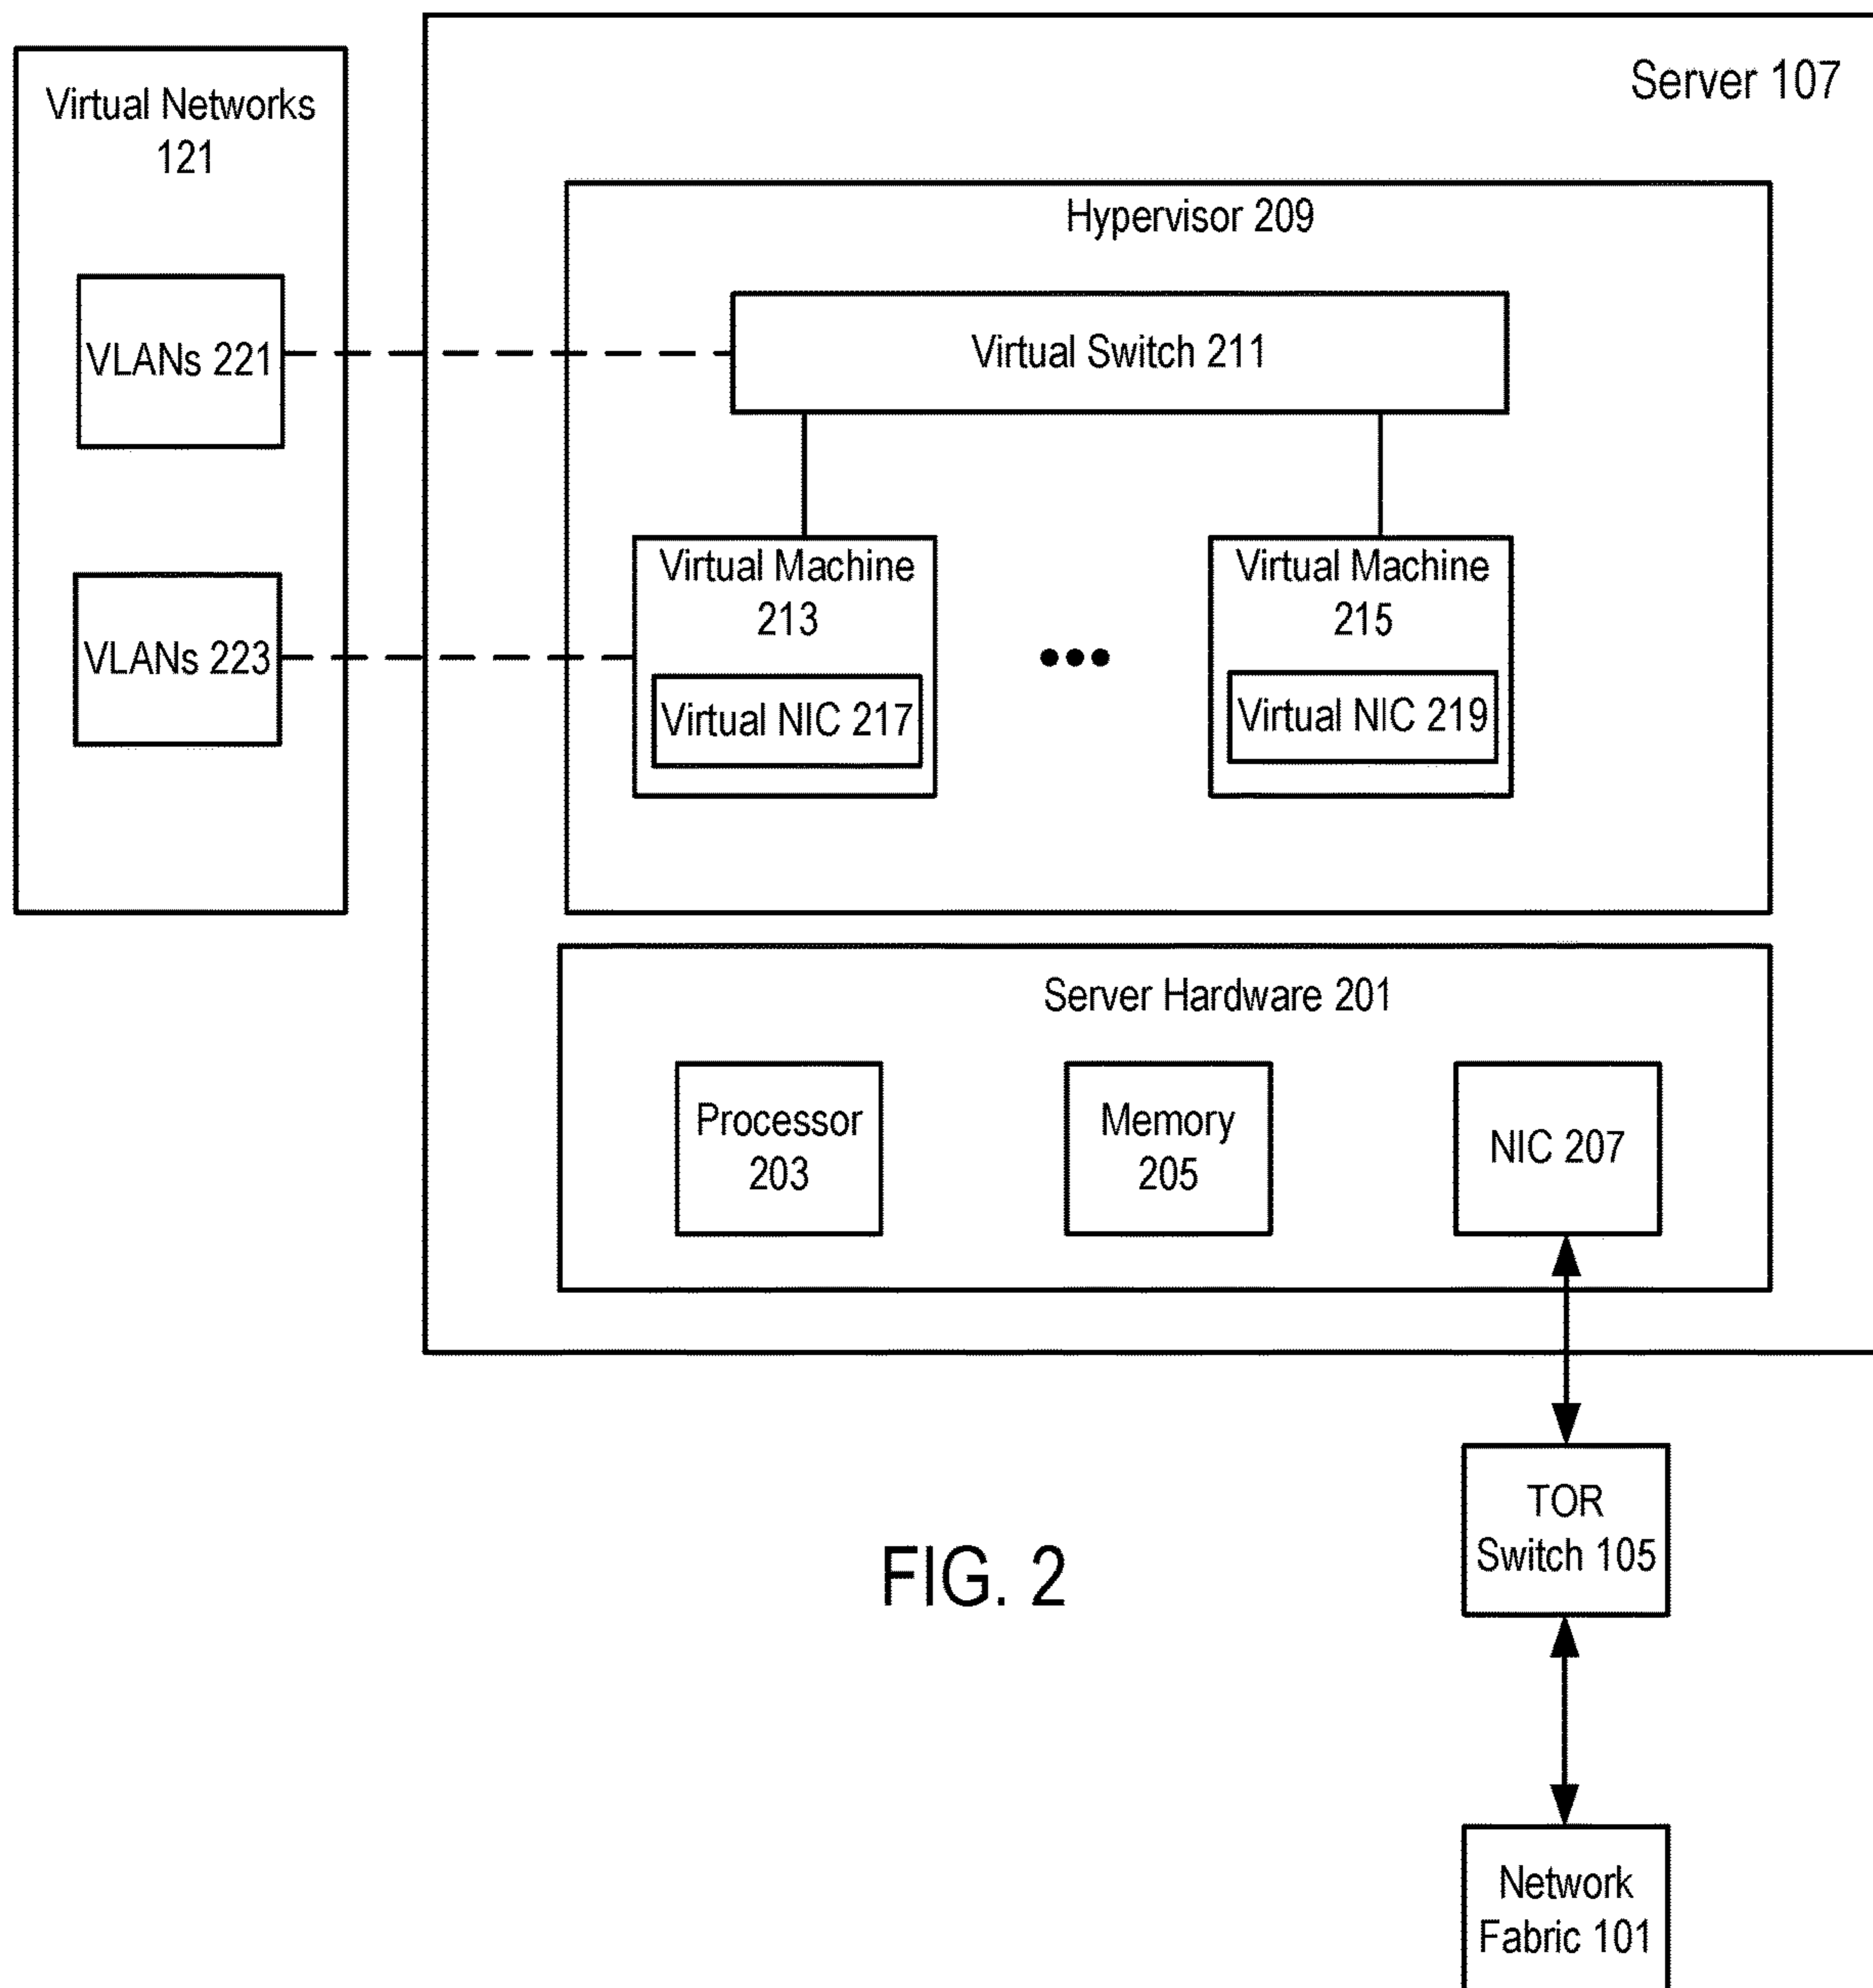 Server 107
Virtual Networks
121
Hypervisor 209
VLANs 221
Virtual Switch 211
Virtual Machine
213
Virtual Machine
215
VLANs 223
Virtual NIC 217
Virtual NIC 219
Server Hardware 201
Processor
203
Memory
205
NIC 207
TOR
Switch 105
FIG. 2
Network
Fabric 101